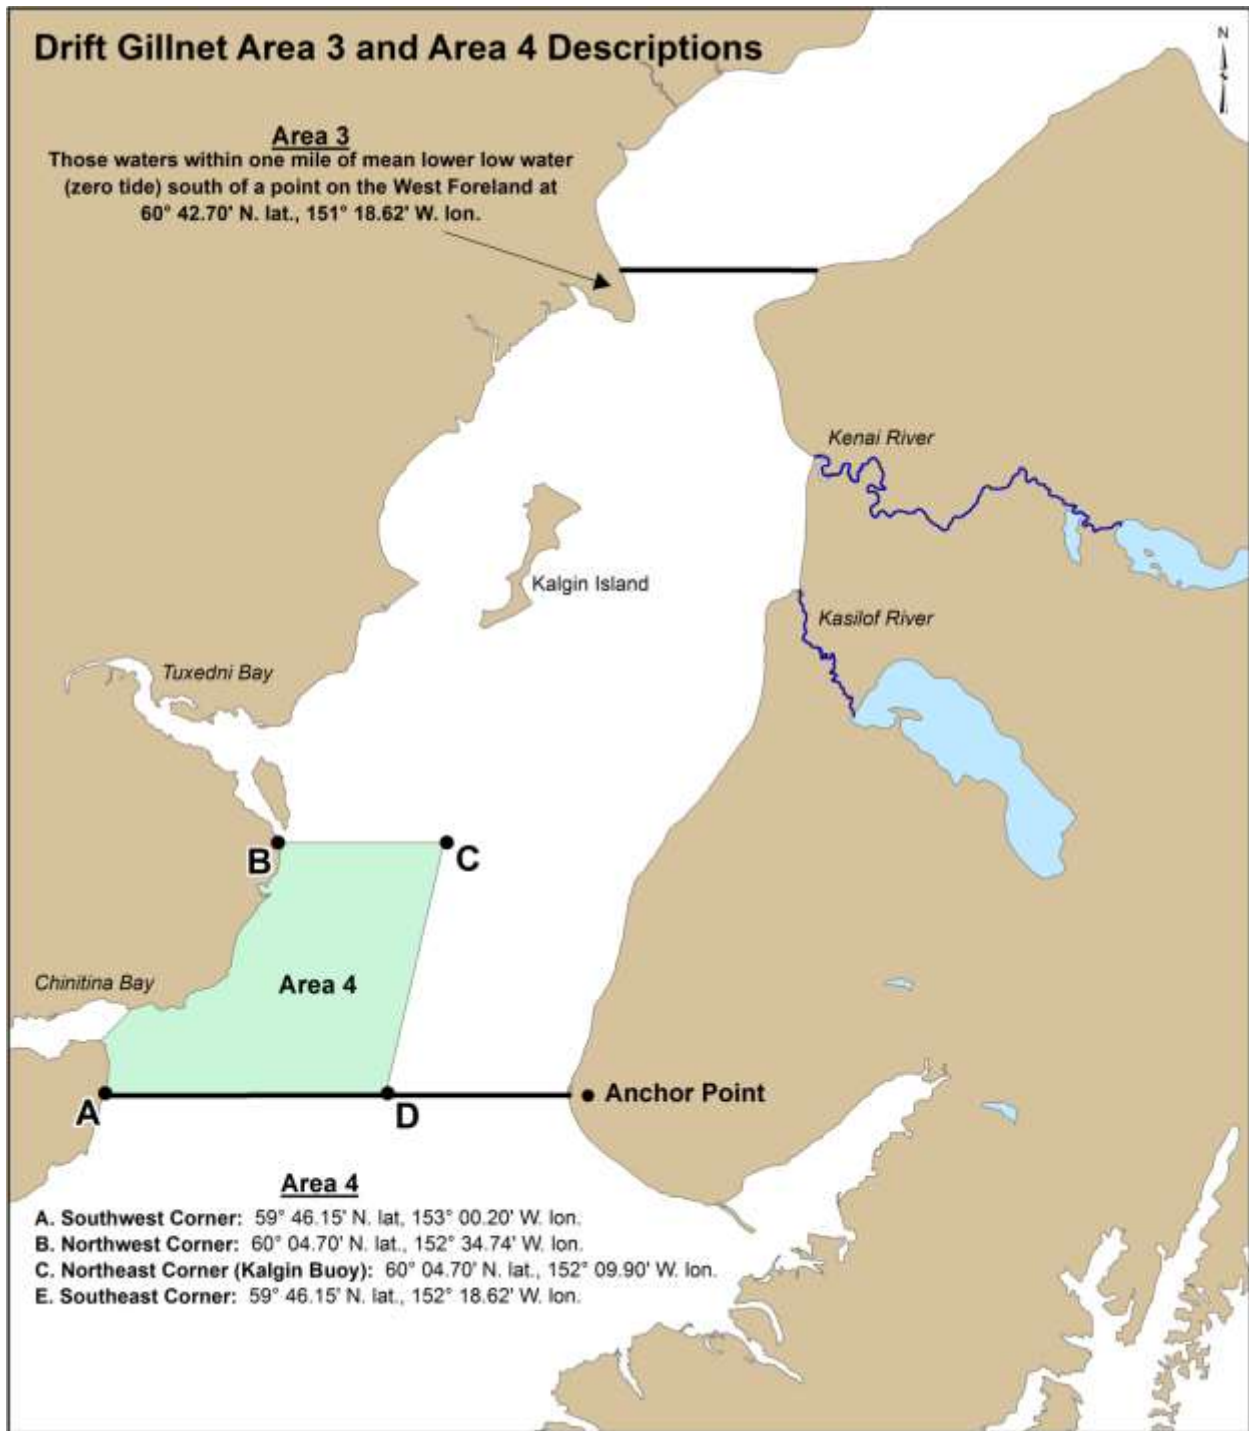 Drift Gillnet Area 3 and Area 4 Descriptions
N
Area 3
Those waters within one mile of mean lower low water
(zero tide) south of a point on the West Foreland at
60° 42.70' N. lat., 151° 18.62' W. lon.
Kenai River
Kalgin Island
Kasilof River
Tuxedni Bay
B
C
Chinitina Bay
Area 4
A
D
Anchor Point
Area 4
A. Southwest Corner: 59° 46.15' N. lat, 153° 00.20' W. lon.
B. Northwest Corner: 60° 04.70' N. lat., 152° 34.74' W. lon.
C. Northeast Corner (Kalgin Buoy): 60° 04.70' N. lat., 152° 09.90' W. lon.
E. Southeast Corner: 59° 46.15' N. lat., 152° 18.62' W. lon.